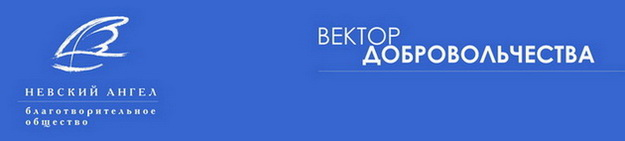 НЕВСКИЙ АНГЕЛ
благотворительное
общество
ВЕКТОР
ДОБРОВОЛЬЧЕСТВА